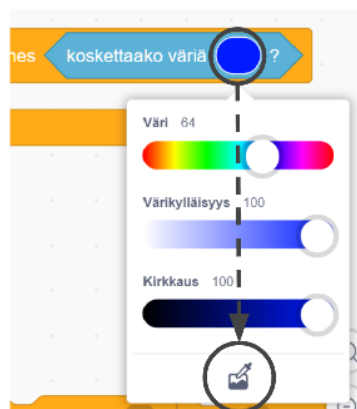 nes koskettaako väriä ?
Väri 64
Värikylläisyys 100
Kirkkaus 100